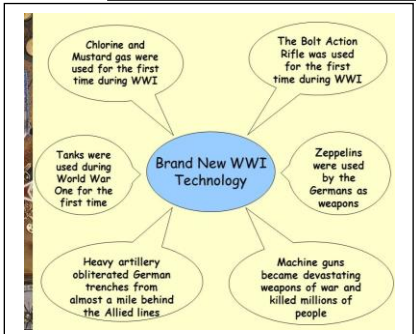 Chlorine and
Mustard gas were
used for the first
time during WWI
The Bolt Action
Rifle was used
for the first
time during WWI
Tanks were
used during
World War
One for the
first time
Brand New WWI
Technology
Zeppelins
were used
by the
Germans as
weapons
Heavy artillery
obliterated German
trenches from
almost a mile behind
the Allied lines
Machine guns
became devastating
weapons of war and
killed millions of
people